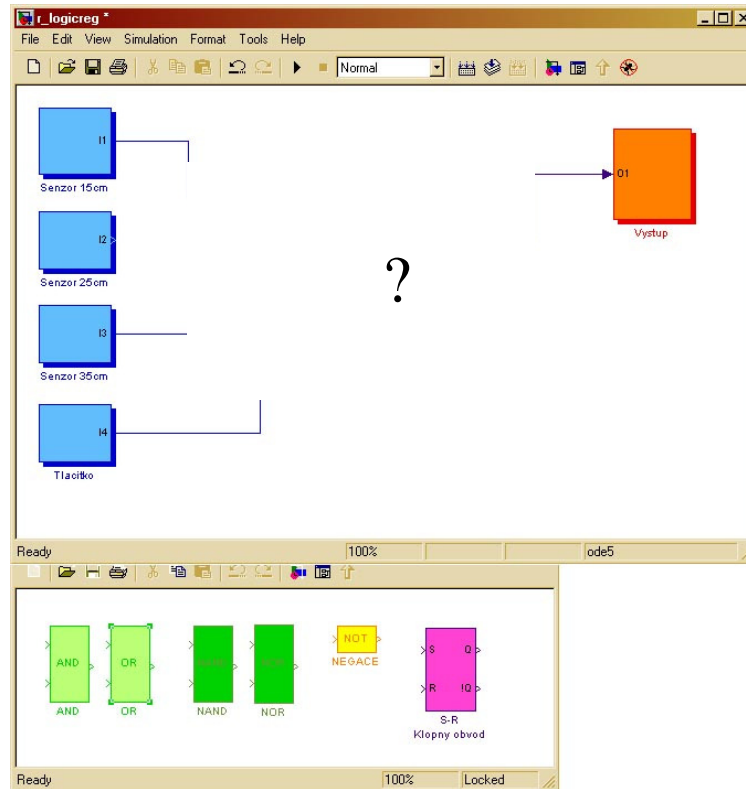 r_logicreg *
File Edit View Simulation Format Tools Help
Normal
I1
Senzor 15cm
O1
Vystup
I2
Senzor 25cm
?
I3
Senzor 35cm
I4
Tlacitko
Ready 100% ode5
AND
AND
OR
OR
NAND
NOR
NOT
NEGACE
S Q
R !Q
S-R
Klopny obvod
Ready 100% Locked